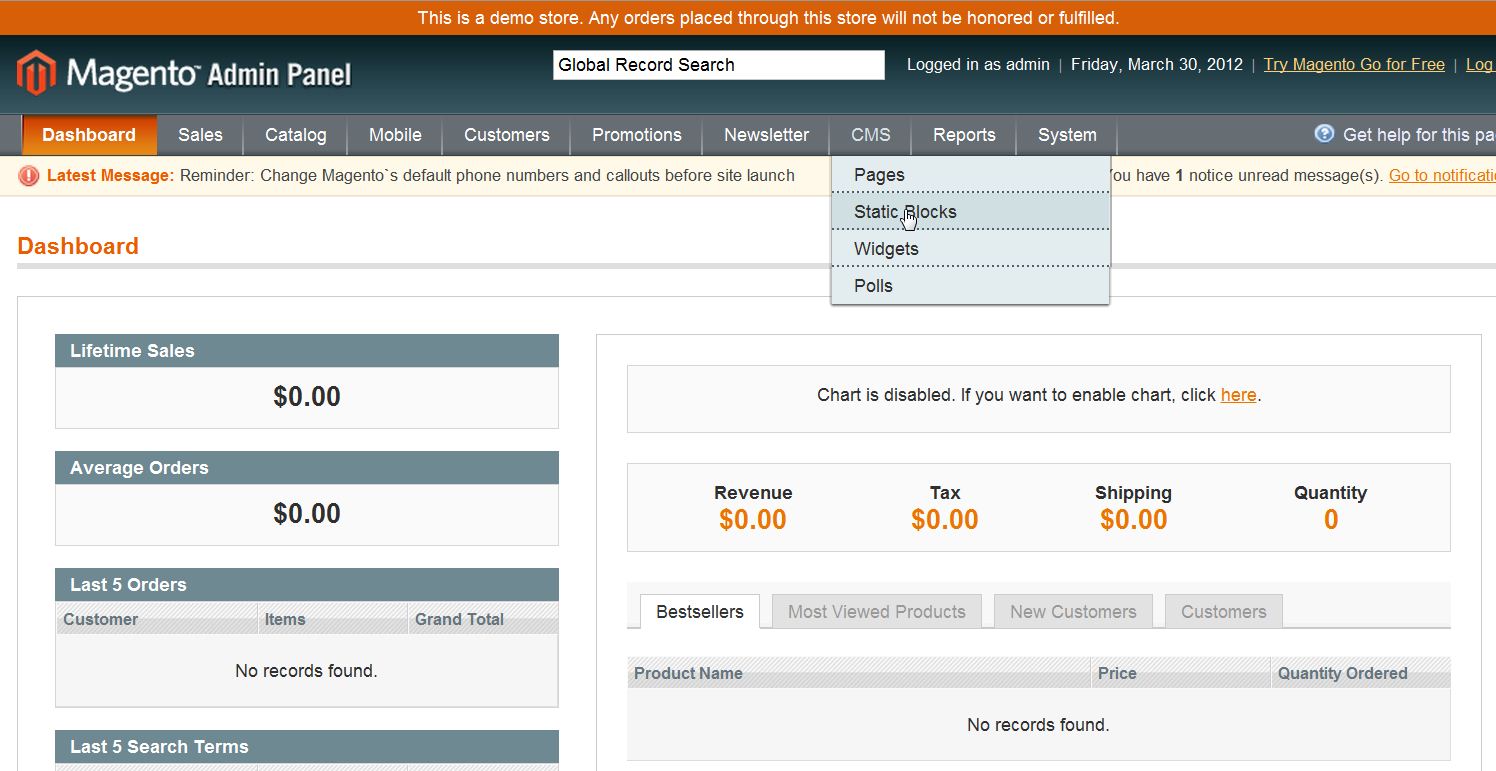 This is a demo store. Any orders placed through this store will not be honored or fulfilled.
Magento™ Admin Panel
Global Record Search
Logged in as admin | Friday, March 30, 2012 | Try Magento Go for Free | Log
Dashboard Sales Catalog Mobile Customers Promotions Newsletter CMS Reports System Get help for this pa
Latest Message: Reminder: Change Magento`s default phone numbers and callouts before site launch
You have 1 notice unread message(s). Go to notificati
Pages
Static Blocks
Widgets
Polls
Dashboard
Lifetime Sales
$0.00
Average Orders
$0.00
Last 5 Orders
Customer Items Grand Total
No records found.
Last 5 Search Terms
Chart is disabled. If you want to enable chart, click here.
Revenue Tax Shipping Quantity
$0.00 $0.00 $0.00 0
Bestsellers Most Viewed Products New Customers Customers
Product Name Price Quantity Ordered
No records found.